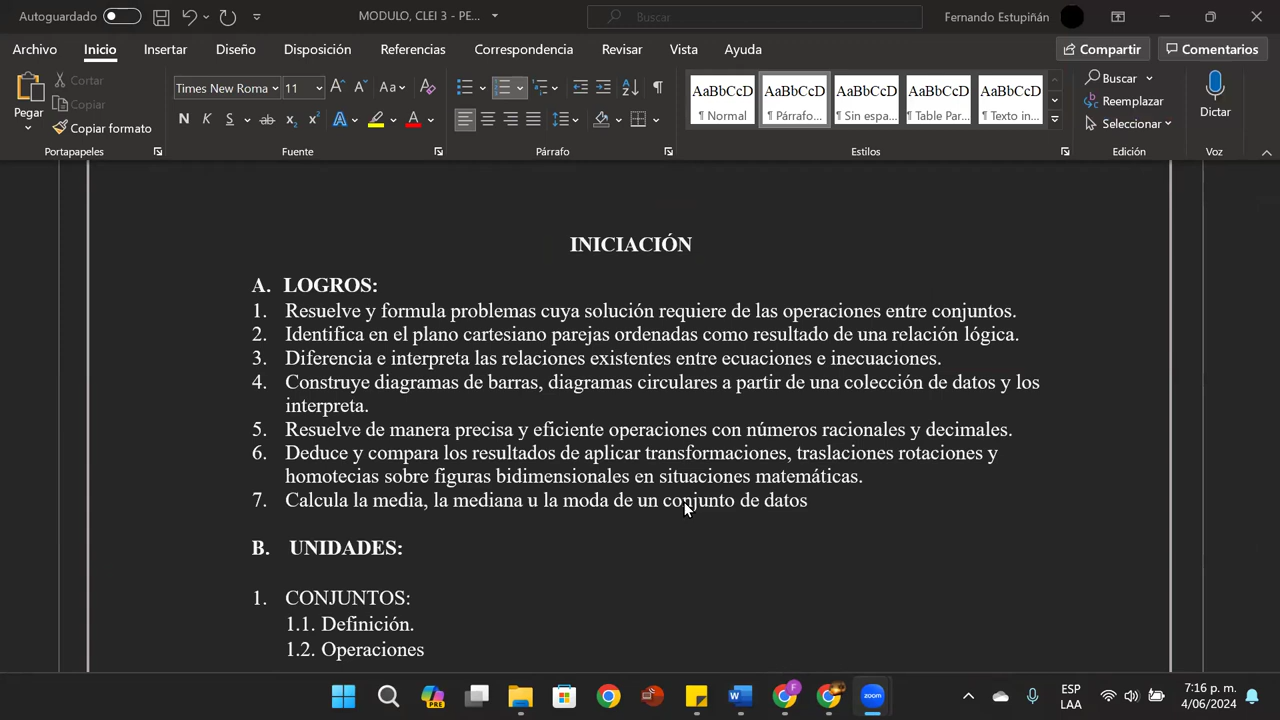 Autoguardado
MODULO, CLEI 3 - PE...
Buscar
Fernando Estupiñán
Archivo Inicio Insertar Diseño Disposición Referencias Correspondencia Revisar Vista Ayuda
Compartir
Comentarios
Pegar
Cortar
Copiar
Copiar formato
Portapapeles
Times New Roma 11
Fuente
Párrafo
AaBbCcD AaBbCcD AaBbCcD AaBbCcD AaBbCcD
¶ Normal ¶ Párrafo... ¶ Sin espa... ¶ Table Par... ¶ Texto in...
Estilos
Buscar
Reemplazar
Seleccionar
Edición
Dictar
Voz
INICIACIÓN
A. LOGROS:
1. Resuelve y formula problemas cuya solución requiere de las operaciones entre conjuntos.
2. Identifica en el plano cartesiano parejas ordenadas como resultado de una relación lógica.
3. Diferencia e interpreta las relaciones existentes entre ecuaciones e inecuaciones.
4. Construye diagramas de barras, diagramas circulares a partir de una colección de datos y los
interpreta.
5. Resuelve de manera precisa y eficiente operaciones con números racionales y decimales.
6. Deduce y compara los resultados de aplicar transformaciones, traslaciones rotaciones y
homotecias sobre figuras bidimensionales en situaciones matemáticas.
7. Calcula la media, la mediana u la moda de un conjunto de datos
B. UNIDADES:
1. CONJUNTOS:
1.1. Definición.
1.2. Operaciones
PRE
F
zoom
ESP
LAA
7:16 p. m.
4/06/2024